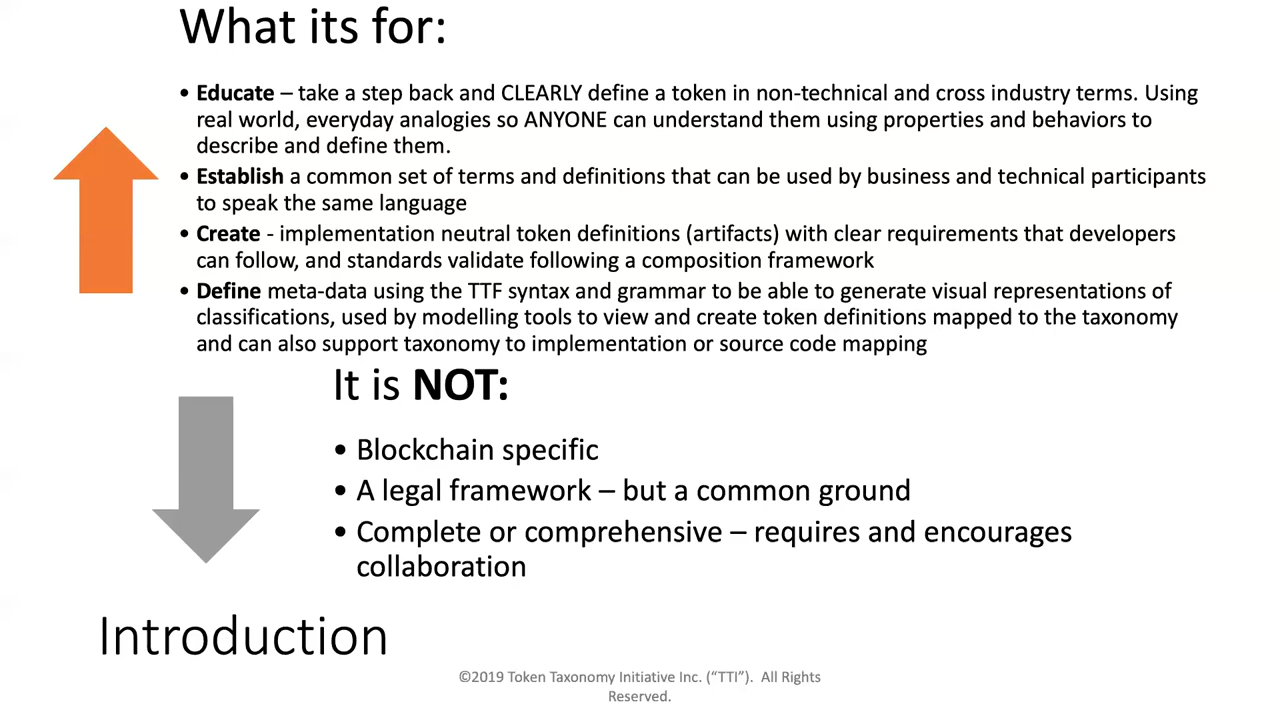 What its for:
• Educate – take a step back and CLEARLY define a token in non-technical and cross industry terms. Using
real world, everyday analogies so ANYONE can understand them using properties and behaviors to
describe and define them.
• Establish a common set of terms and definitions that can be used by business and technical participants
to speak the same language
• Create - implementation neutral token definitions (artifacts) with clear requirements that developers
can follow, and standards validate following a composition framework
• Define meta-data using the TTF syntax and grammar to be able to generate visual representations of
classifications, used by modelling tools to view and create token definitions mapped to the taxonomy
and can also support taxonomy to implementation or source code mapping
It is NOT:
• Blockchain specific
• A legal framework – but a common ground
• Complete or comprehensive – requires and encourages
collaboration
Introduction
©2019 Token Taxonomy Initiative Inc. (“TTI”). All Rights
Reserved.